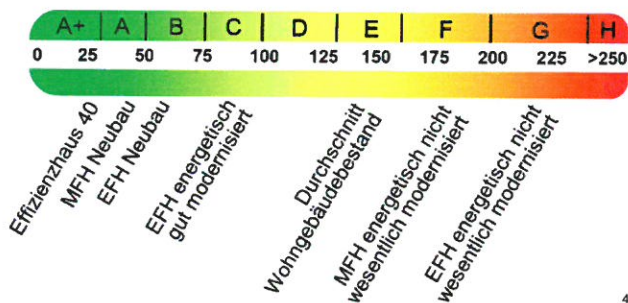 A+ A B C D E F G H
0 25 50 75 100 125 150 175 200 225 >250
Effizienzhaus 40
MFH Neubau
EFH Neubau
EFH energetisch
gut modernisiert
Durchschnitt
Wohngebäudebestand
MFH energetisch nicht
wesentlich modernisiert
EFH energetisch nicht
wesentlich modernisiert
4